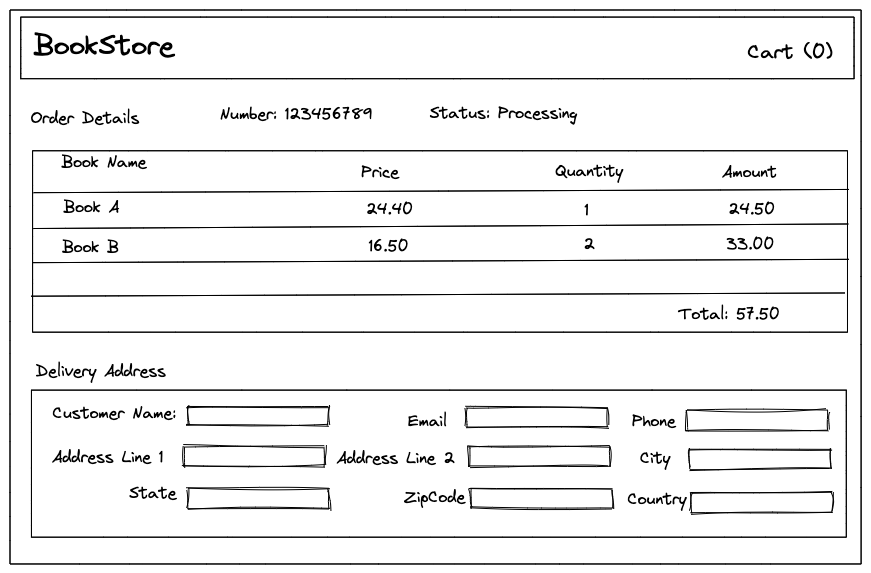 BookStore Cart (0)
Order Details Number: 123456789 Status: Processing
Book Name Price Quantity Amount
Book A 24.40 1 24.50
Book B 16.50 2 33.00
Total: 57.50
Delivery Address
Customer Name: Email Phone
Address Line 1 Address Line 2 City
State ZipCode Country